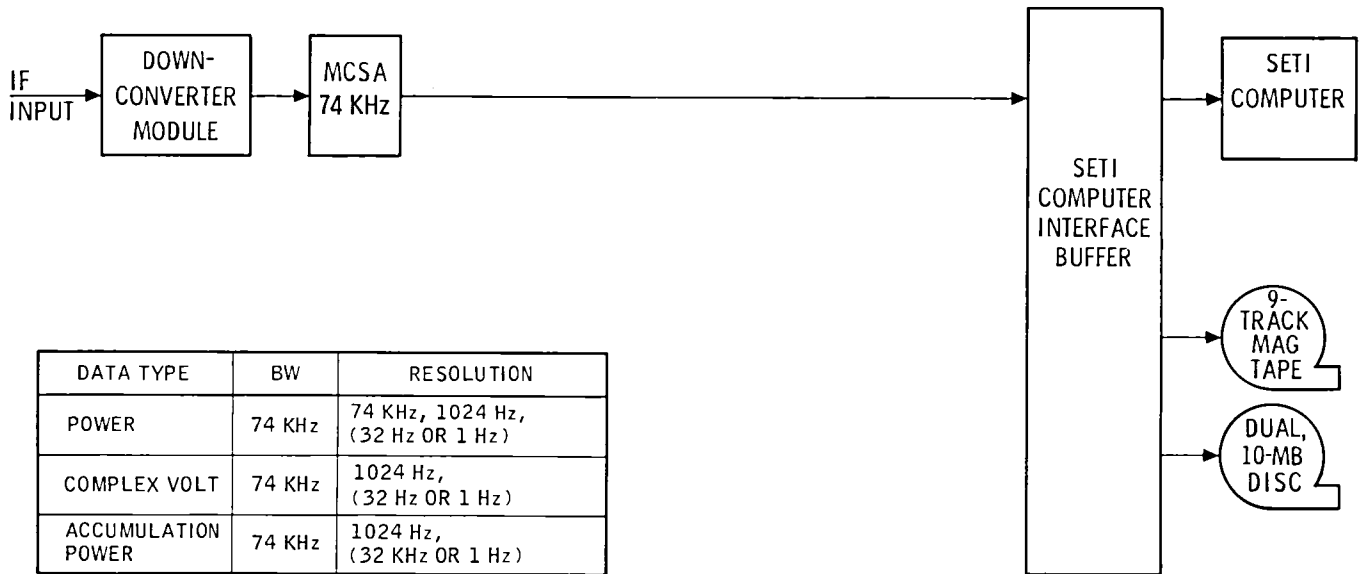 IF
INPUT
DOWN-
CONVERTER
MODULE
MCSA
74 KHz
SETI
COMPUTER
INTERFACE
BUFFER
SETI
COMPUTER
9-
TRACK
MAG
TAPE
DUAL,
10-MB
DISC
DATA TYPE BW RESOLUTION
POWER 74 KHz 74 KHz, 1024 Hz,
(32 Hz OR 1 Hz)
COMPLEX VOLT 74 KHz 1024 Hz,
(32 Hz OR 1 Hz)
ACCUMULATION
POWER 74 KHz 1024 Hz,
(32 KHz OR 1 Hz)